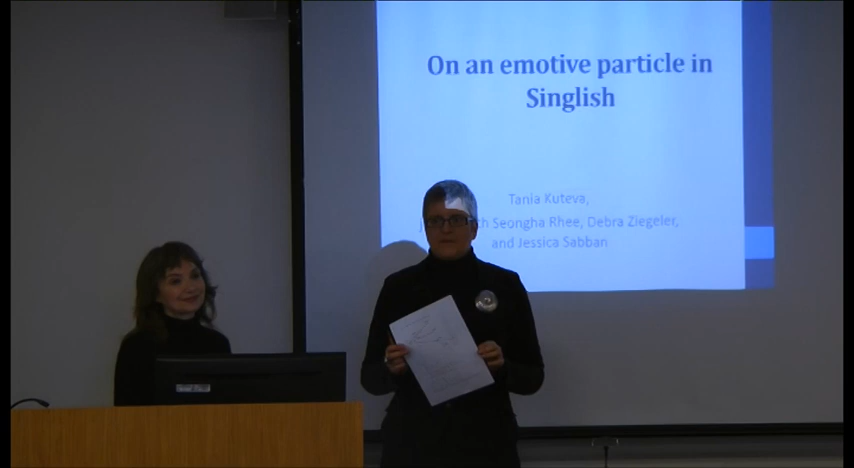 On an emotive particle in
Singlish
Tania Kuteva,
Seongha Rhee, Debra Ziegeler,
and Jessica Sabban